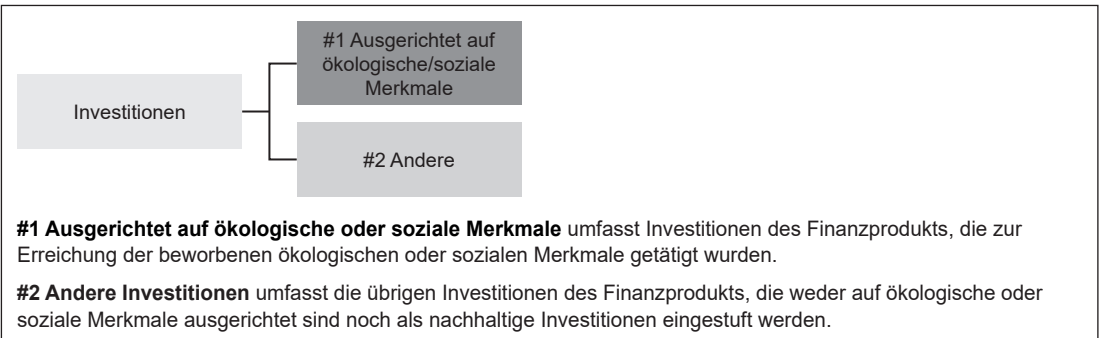 #1 Ausgerichtet auf
ökologische/soziale
Merkmale
Investitionen
#2 Andere
#1 Ausgerichtet auf ökologische oder soziale Merkmale umfasst Investitionen des Finanzprodukts, die zur
Erreichung der beworbenen ökologischen oder sozialen Merkmale getätigt wurden.
#2 Andere Investitionen umfasst die übrigen Investitionen des Finanzprodukts, die weder auf ökologische oder
soziale Merkmale ausgerichtet sind noch als nachhaltige Investitionen eingestuft werden.